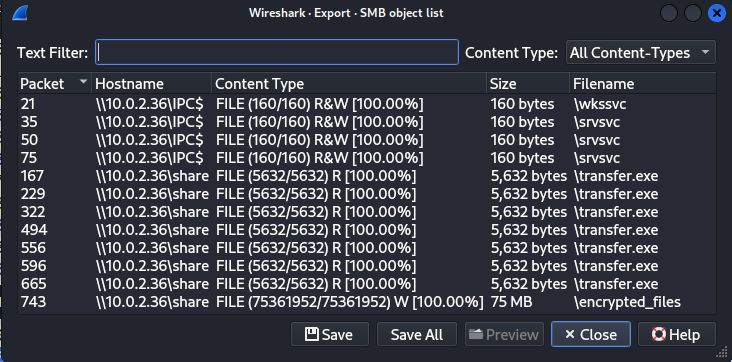 Wireshark · Export · SMB object list
Text Filter: Content Type: All Content-Types
Packet Hostname Content Type Size Filename
21 \\10.0.2.36\IPC$ FILE (160/160) R&W [100.00%] 160 bytes \wkssvc
35 \\10.0.2.36\IPC$ FILE (160/160) R&W [100.00%] 160 bytes \srvsvc
50 \\10.0.2.36\IPC$ FILE (160/160) R&W [100.00%] 160 bytes \srvsvc
75 \\10.0.2.36\IPC$ FILE (160/160) R&W [100.00%] 160 bytes \srvsvc
167 \\10.0.2.36\share FILE (5632/5632) R [100.00%] 5,632 bytes \transfer.exe
229 \\10.0.2.36\share FILE (5632/5632) R [100.00%] 5,632 bytes \transfer.exe
322 \\10.0.2.36\share FILE (5632/5632) R [100.00%] 5,632 bytes \transfer.exe
494 \\10.0.2.36\share FILE (5632/5632) R [100.00%] 5,632 bytes \transfer.exe
556 \\10.0.2.36\share FILE (5632/5632) R [100.00%] 5,632 bytes \transfer.exe
596 \\10.0.2.36\share FILE (5632/5632) R [100.00%] 5,632 bytes \transfer.exe
665 \\10.0.2.36\share FILE (5632/5632) R [100.00%] 5,632 bytes \transfer.exe
743 \\10.0.2.36\share FILE (75361952/75361952) W [100.00%] 75 MB \encrypted_files
Save Save All Preview Close Help